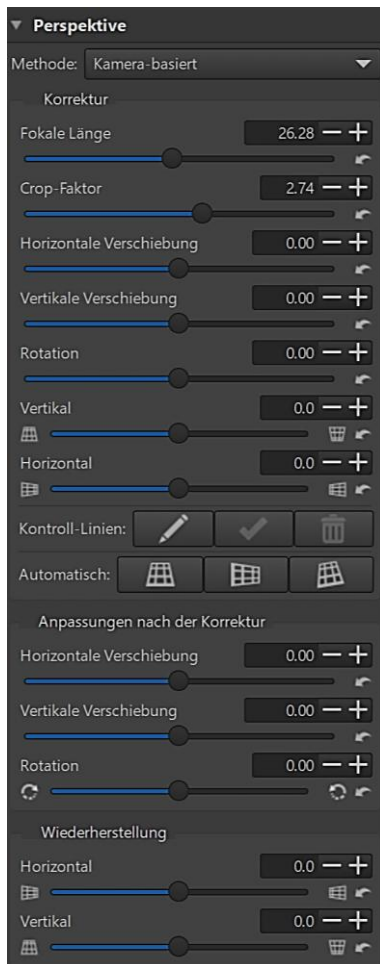 Perspektive
Methode: Kamera-basiert
Korrektur
Fokale Länge 26.28
Crop-Faktor 2.74
Horizontale Verschiebung 0.00
Vertikale Verschiebung 0.00
Rotation 0.00
Vertikal 0.0
Horizontal 0.0
Kontroll-Linien:
Automatisch:
Anpassungen nach der Korrektur
Horizontale Verschiebung 0.00
Vertikale Verschiebung 0.00
Rotation 0.00
Wiederherstellung
Horizontal 0.0
Vertikal 0.0